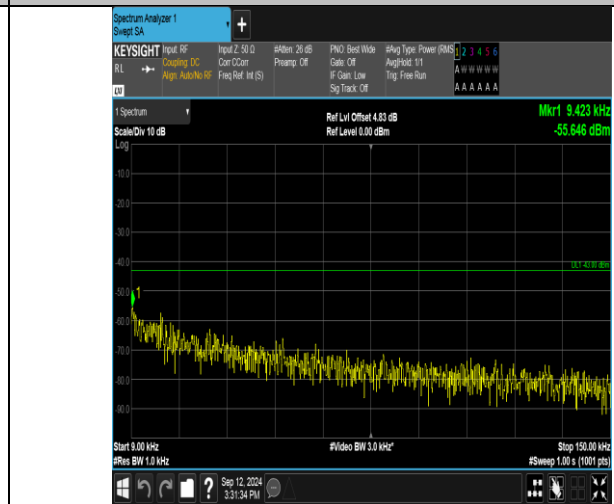 Spectrum Analyzer 1
Swept SA
+
KEYSIGHT
RL
LXI
Input: RF
Coupling: DC
Align: Auto/No RF
Input Z: 50 Ω
Corr CCorr
Freq Ref: Int (S)
#Atten: 26 dB
Preamp: Off
PNO: Best Wide
Gate: Off
IF Gain: Low
Sig Track: Off
#Avg Type: Power (RMS
Avg|Hold: 1/1
Trig: Free Run
1 2 3 4 5 6
A W W W W W
A A A A A A
1 Spectrum
Scale/Div 10 dB
Log
Ref Lvl Offset 4.83 dB
Ref Level 0.00 dBm
Mkr1 9.423 kHz
-55.646 dBm
-10.0
-20.0
-30.0
-40.0
DL1 -43.00 dBm
-50.0
1
-60.0
-70.0
-80.0
-90.0
Start 9.00 kHz
#Res BW 1.0 kHz
#Video BW 3.0 kHz*
Stop 150.00 kHz
#Sweep 1.00 s (1001 pts)
?
Sep 12, 2024
3:31:34 PM